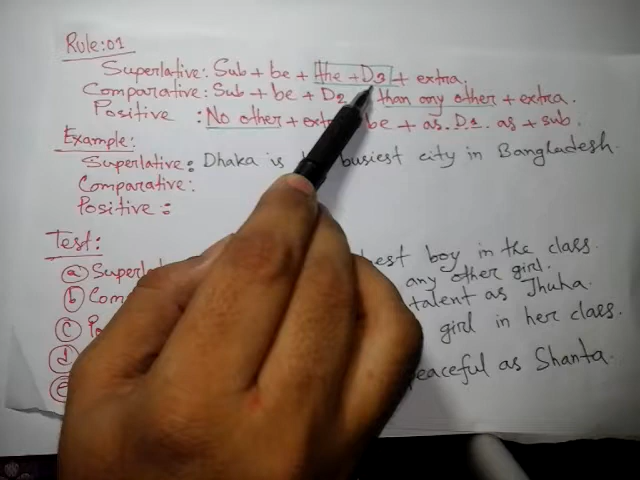 Rule:01
Superlative: Sub + be + the + D3 + extra.
Comparative: Sub + be + D2 than any other + extra.
Positive : No other + be + as. D1. as + sub.
Example:
Superlative: Dhaka is busiest city in Bangladesh.
Comparative:
Positive :
Test:
(a) best boy in the class.
(b) any other girl.
(c) talent as Jhuha.
(d) girl in her class.
peaceful as Shanta.